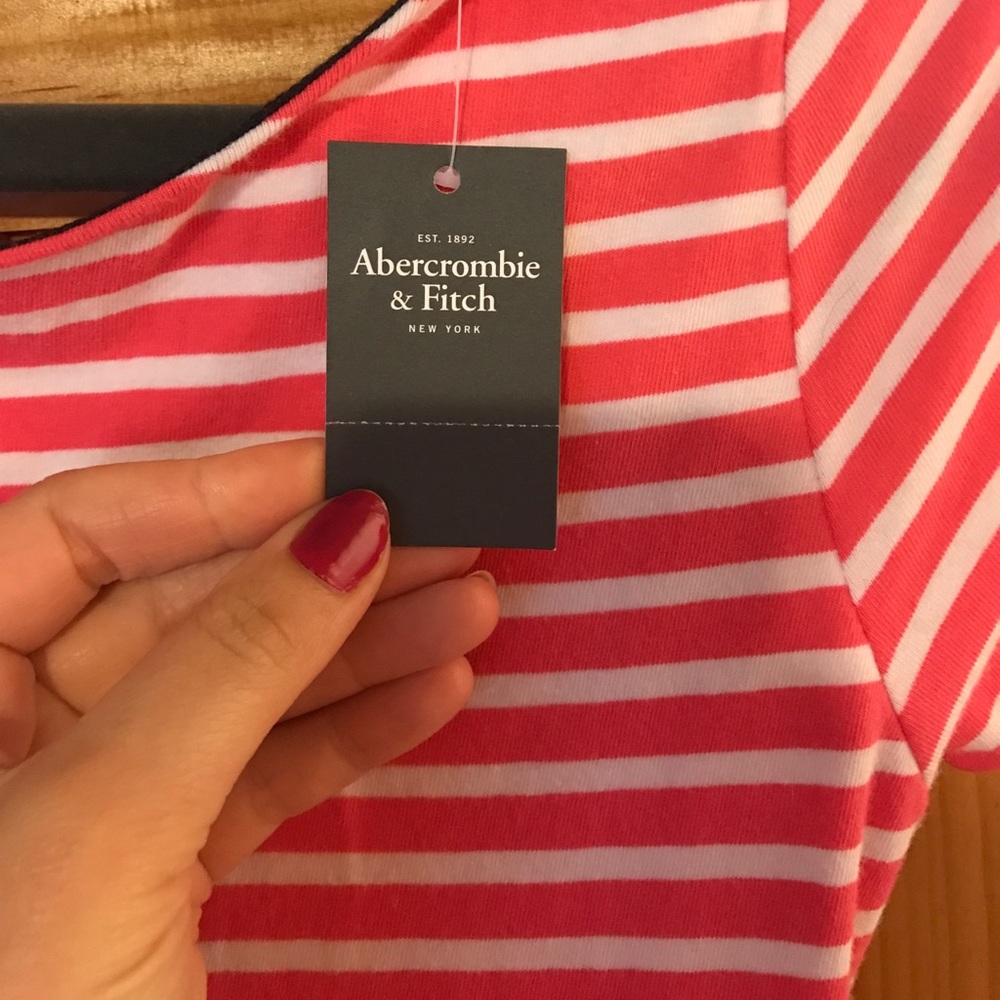 EST. 1892
Abercrombie
& Fitch
NEW YORK